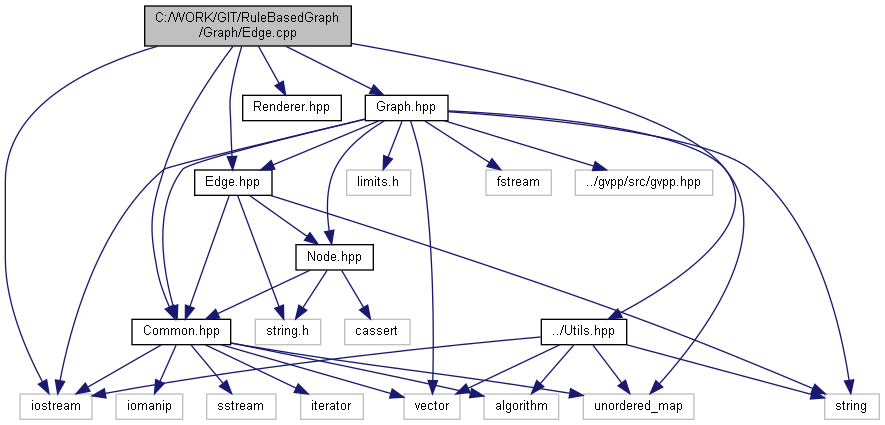 C:/WORK/GIT/RuleBasedGraph
/Graph/Edge.cpp
Renderer.hpp
Graph.hpp
Edge.hpp
limits.h
fstream
../gvpp/src/gvpp.hpp
Node.hpp
Common.hpp
string.h
cassert
../Utils.hpp
iostream
iomanip
sstream
iterator
vector
algorithm
unordered_map
string